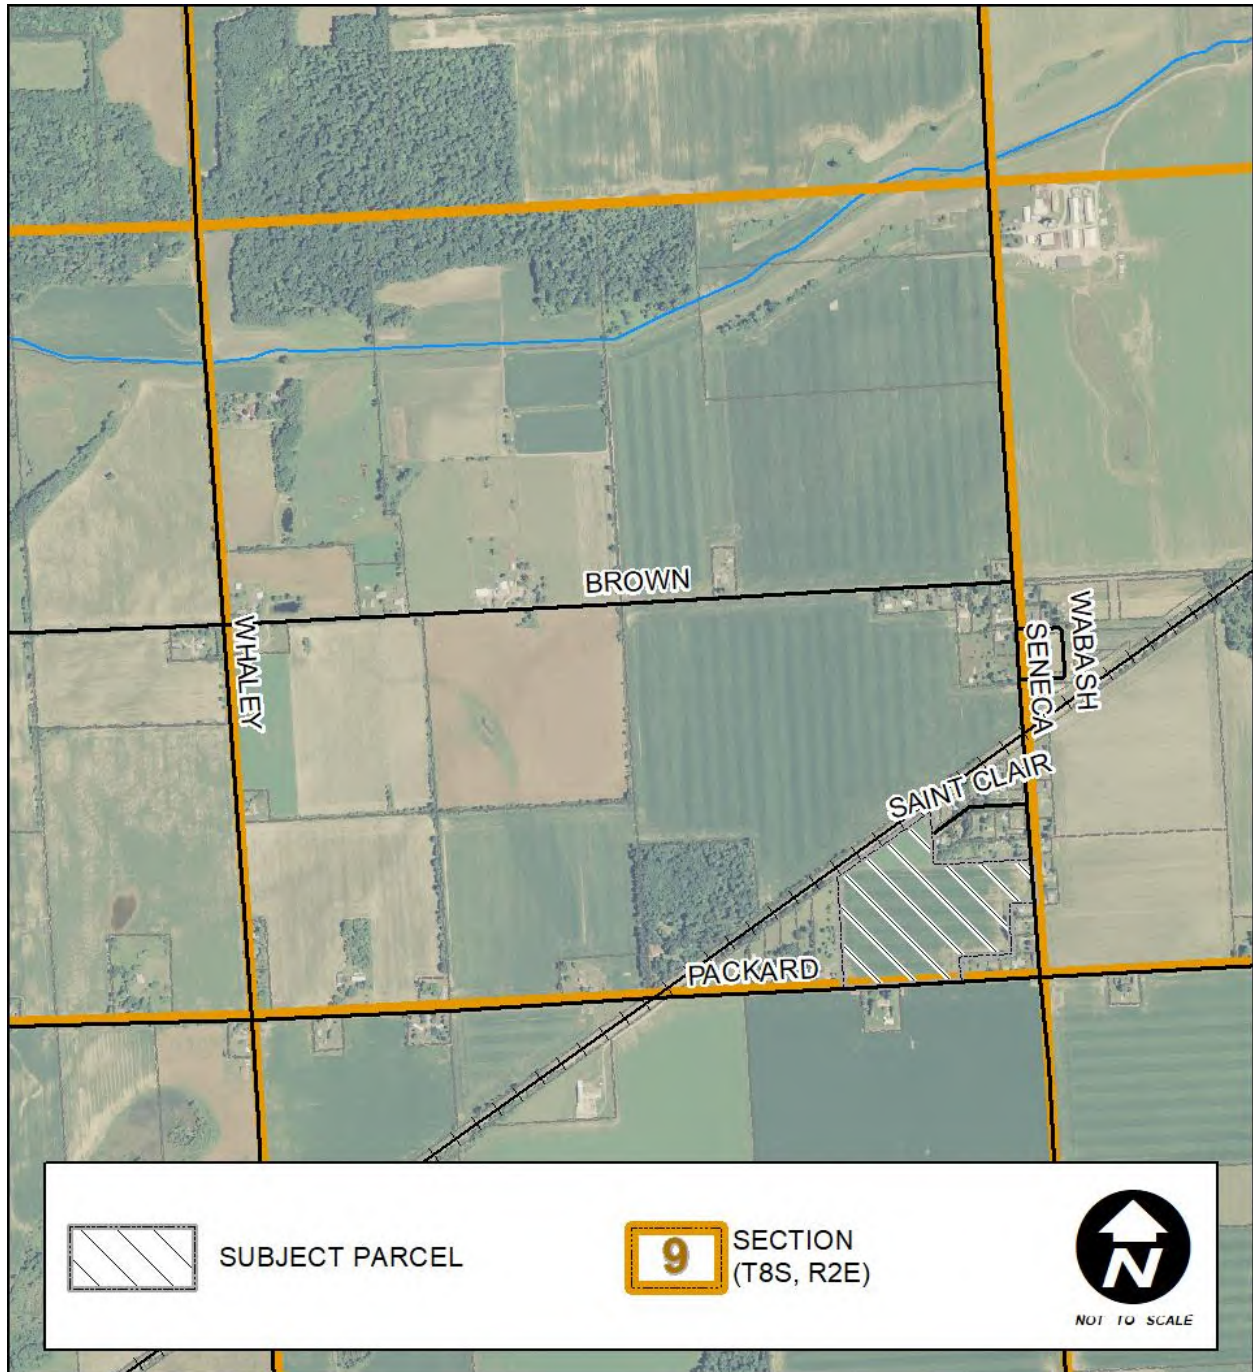 BROWN
WHALEY
WABASH
SENECA
SAINT CLAIR
PACKARD
SUBJECT PARCEL
9
SECTION
(T8S, R2E)
N
NOT TO SCALE